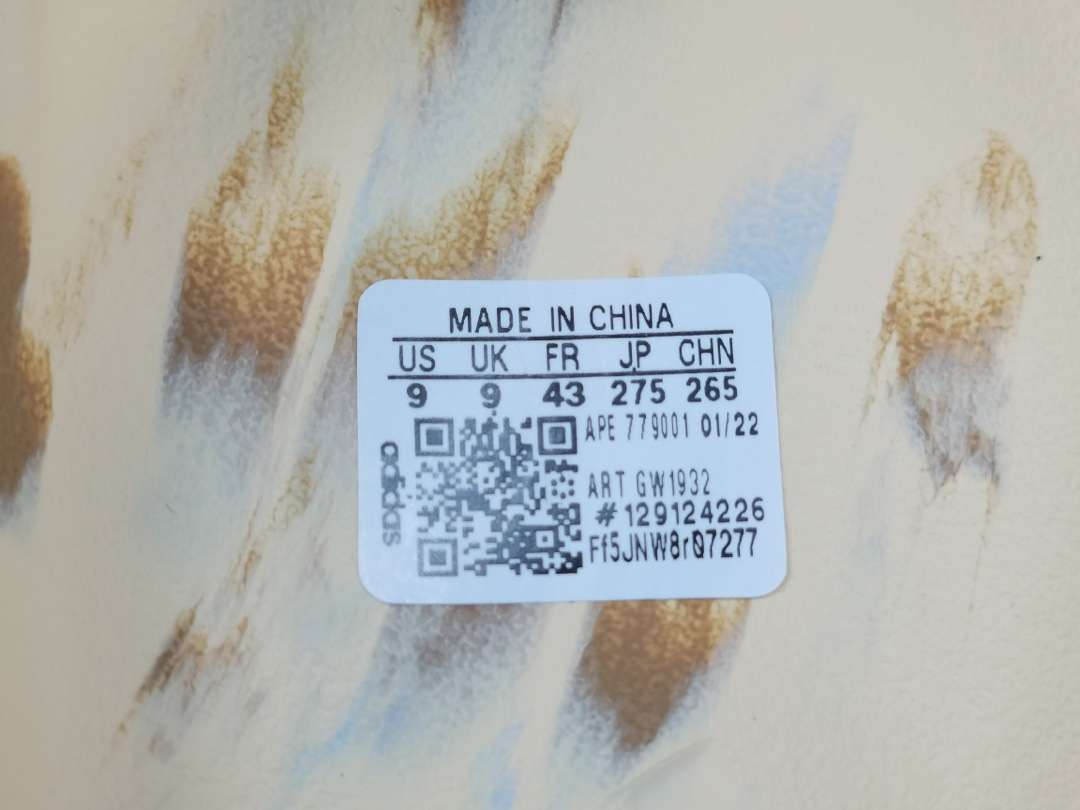 MADE IN CHINA
US UK FR JP CHN
9 9 43 275 265
APE 779001 01/22
adidas
ART GW1932
# 129124226
Ff5JNW8r07277